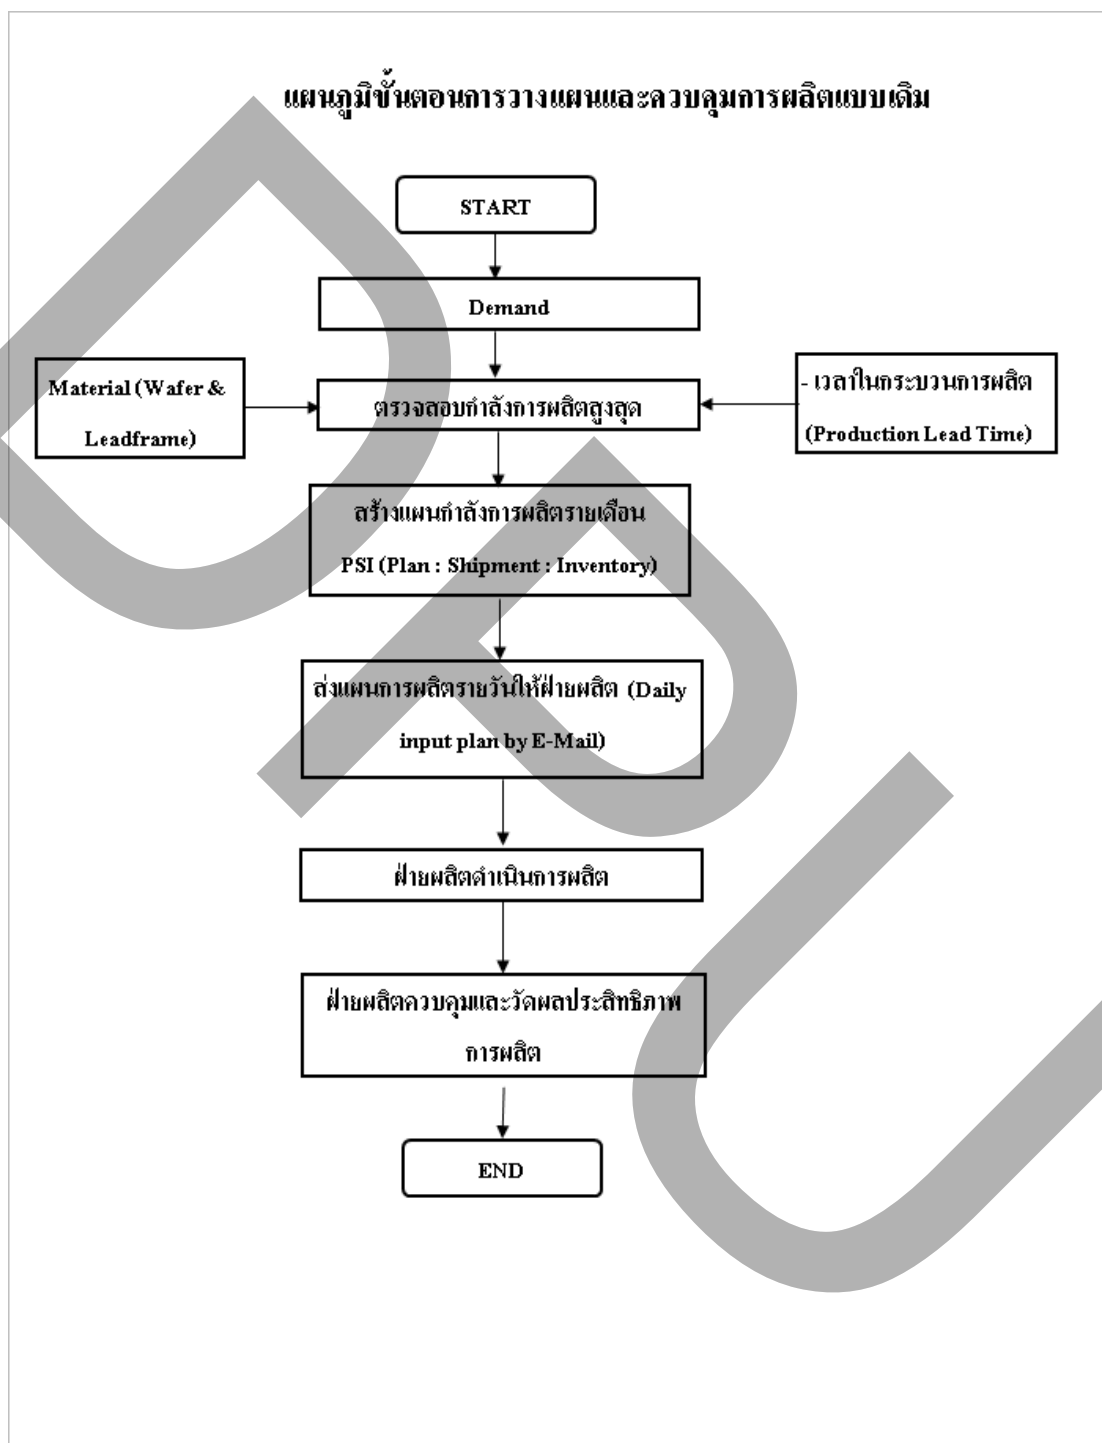 แผนภูมิขั้นตอนการวางแผนและควบคุมการผลิตแบบเดิม
START
Demand
Material (Wafer &
Leadframe)
ตรวจสอบกำลังการผลิตสูงสุด
- เวลาในกระบวนการผลิต
(Production Lead Time)
สร้างแผนกำลังการผลิตรายเดือน
PSI (Plan : Shipment : Inventory)
ส่งแผนการผลิตรายวันให้ฝ่ายผลิต (Daily
input plan by E-Mail)
ฝ่ายผลิตดำเนินการผลิต
ฝ่ายผลิตควบคุมและวัดผลประสิทธิภาพ
การผลิต
END
DPU